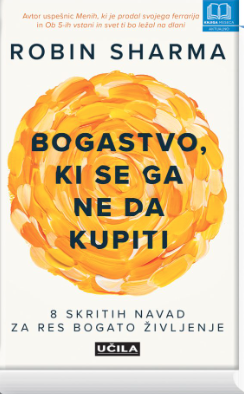 Avtor uspešnic Menih, ki je prodal svojega ferrarija
in Ob 5-ih vstani in svet ti bo ležal na dlani
ROBIN SHARMA
BOGASTVO,
KI SE GA
NE DA
KUPITI
8 SKRITIH NAVAD
ZA RES BOGATO ŽIVLJENJE
UČILA